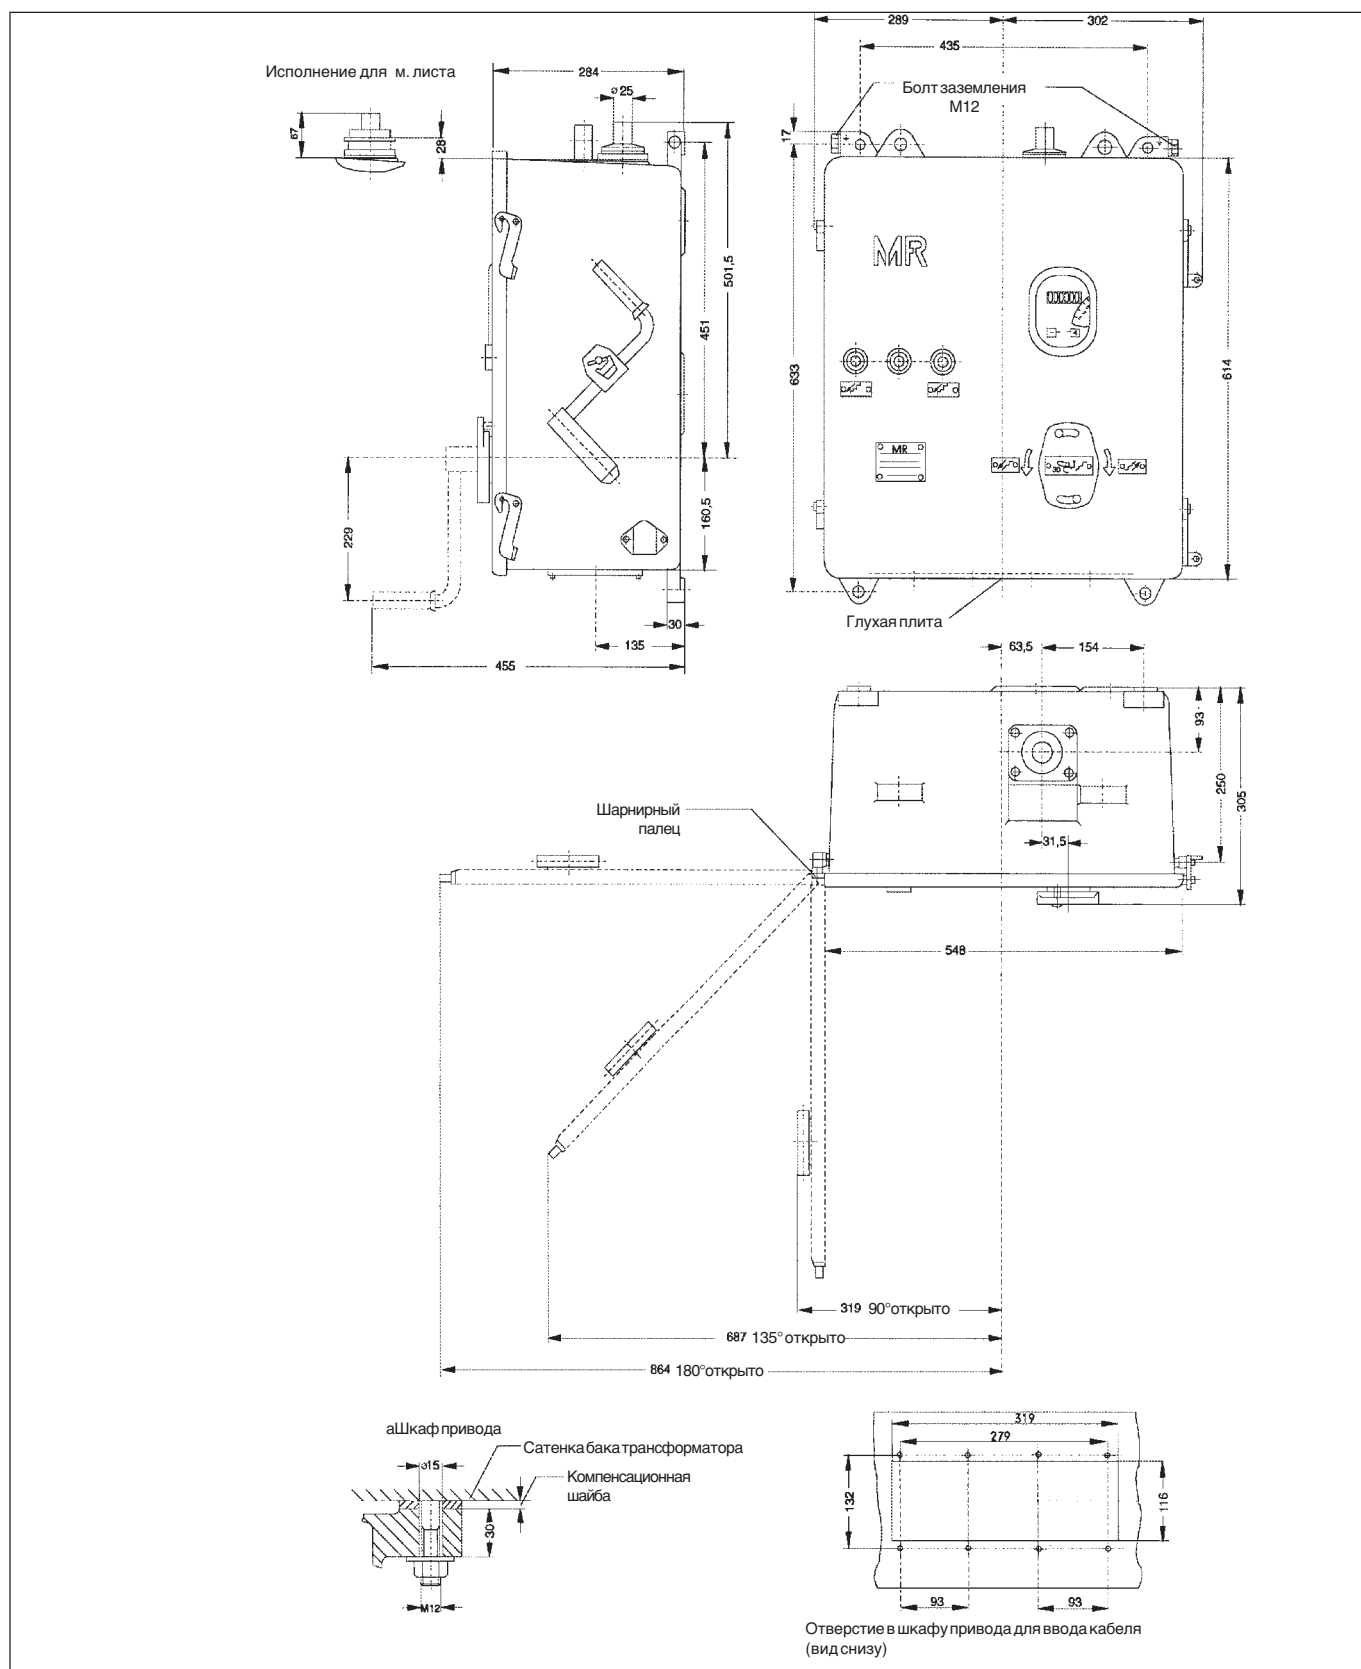 289
302
435
Исполнение для м. листа
284
ø 25
Болт заземления
M12
67
28
17
501,5
451
633
614
MR
MR
229
160,5
30
135
455
Глухая плита
63,5
154
93
250
305
Шарнирный
палец
31,5
548
319 90° открыто
687 135° открыто
864 180° открыто
аШкаф привода
Сатенка бака трансформатора
ø15
Компенсационная
шайба
30
M12
319
279
132
116
93
93
Отверстие в шкафу привода для ввода кабеля
(вид снизу)